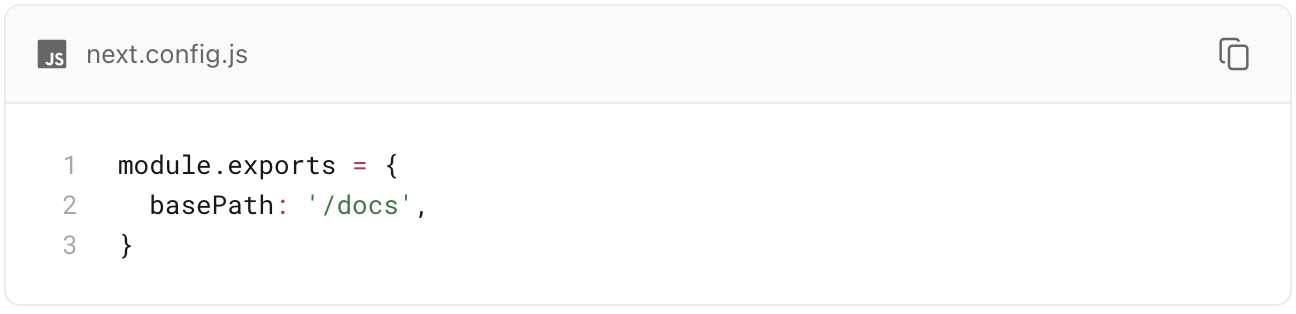 JS next.config.js
1 module.exports = {
2   basePath: '/docs',
3 }